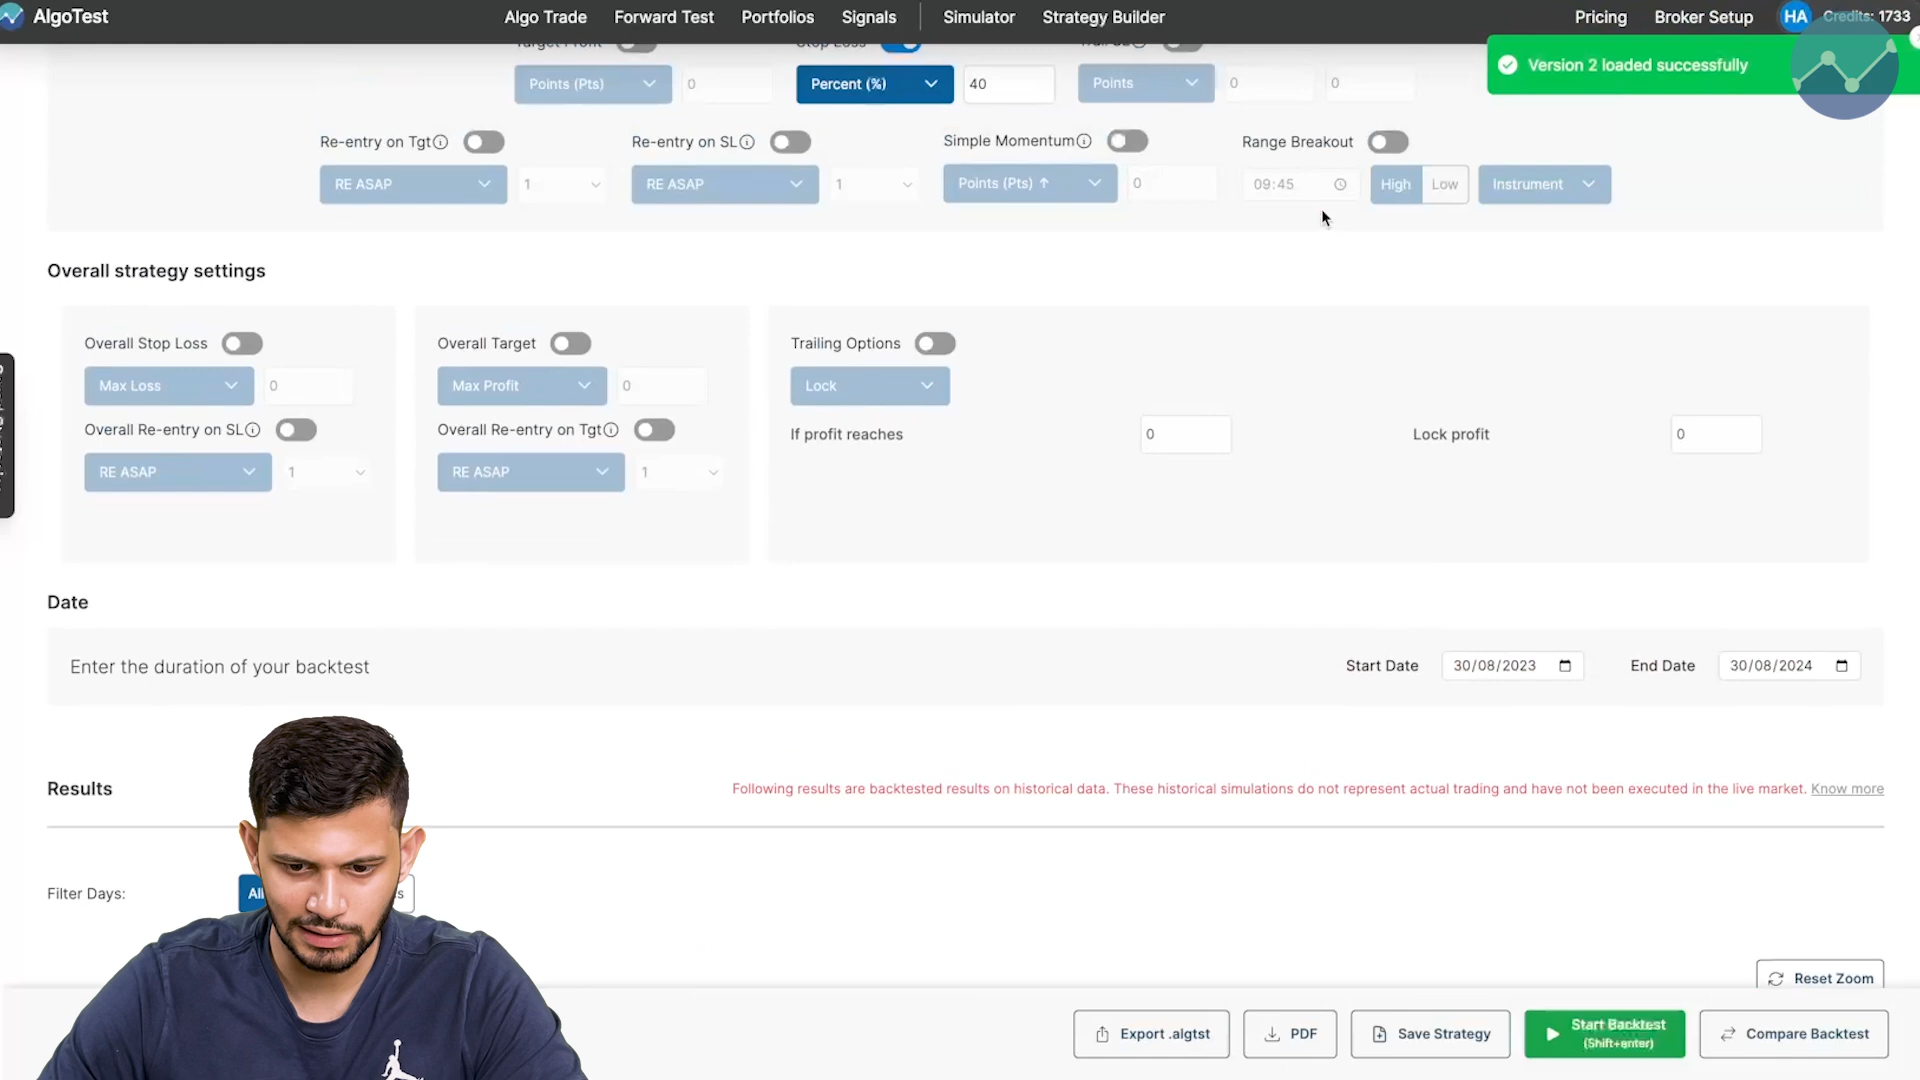 AlgoTest Algo Trade Forward Test Portfolios Signals Simulator Strategy Builder Pricing Broker Setup HA Credits: 1733
Target Profit Stop Loss
Version 2 loaded successfully
Points (Pts) 0 Percent (%) 40 Points 0 0
Re-entry on Tgt Re-entry on SL Simple Momentum Range Breakout
RE ASAP 1 RE ASAP 1 Points (Pts) ↑ 0 09:45 High Low Instrument
Overall strategy settings
Overall Stop Loss Overall Target Trailing Options
Max Loss 0 Max Profit 0 Lock
Overall Re-entry on SL Overall Re-entry on Tgt If profit reaches 0 Lock profit 0
RE ASAP 1 RE ASAP 1
Date
Enter the duration of your backtest Start Date 30/08/2023 End Date 30/08/2024
Results Following results are backtested results on historical data. These historical simulations do not represent actual trading and have not been executed in the live market. Know more
Filter Days: All
Reset Zoom
Export .algtst PDF Save Strategy Start Backtest Compare Backtest
(Shift+enter)